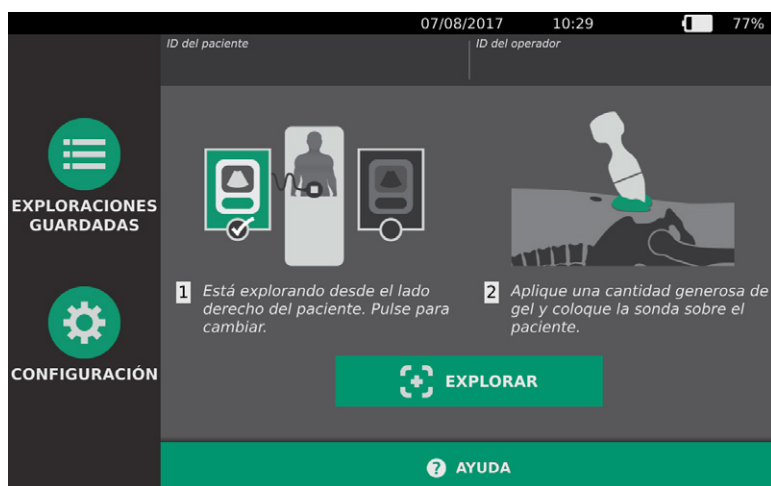 07/08/2017 10:29 77%
ID del paciente
ID del operador
EXPLORACIONES
GUARDADAS
CONFIGURACIÓN
1 Está explorando desde el lado
derecho del paciente. Pulse para
cambiar.
2 Aplique una cantidad generosa de
gel y coloque la sonda sobre el
paciente.
EXPLORAR
? AYUDA